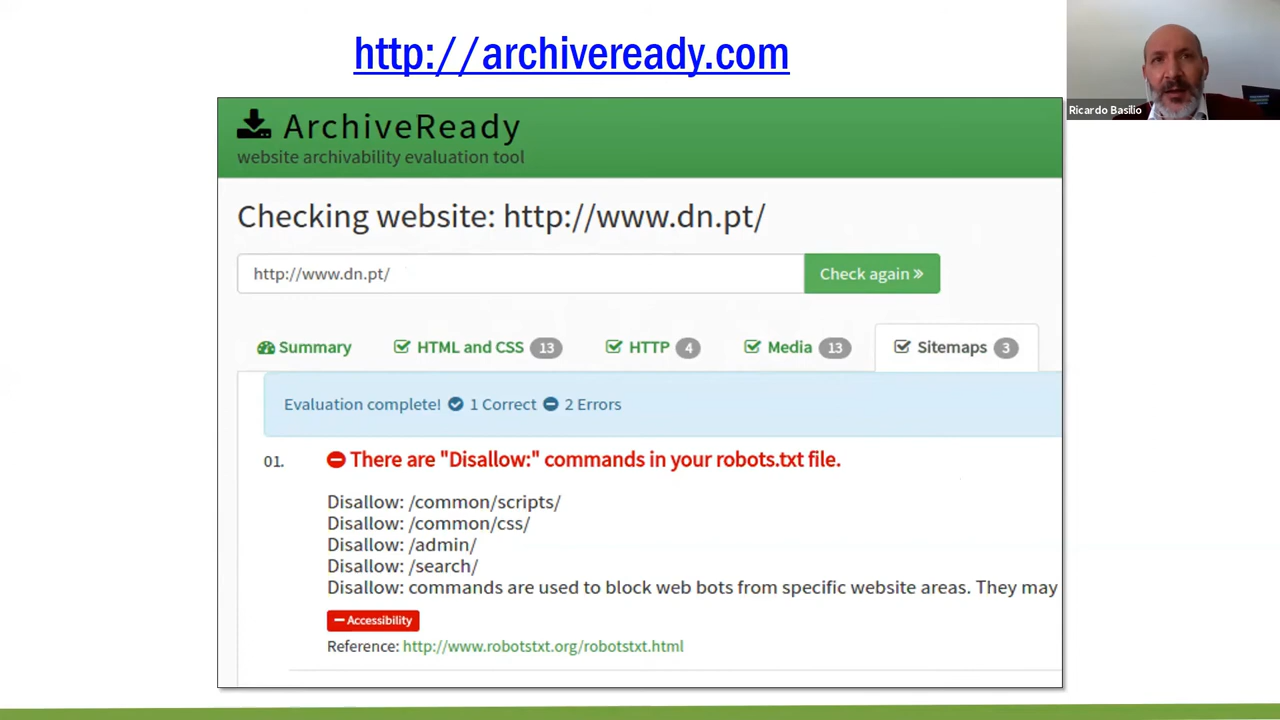 http://archiveready.com
Ricardo Basílio
ArchiveReady
website archivability evaluation tool
Checking website: http://www.dn.pt/
http://www.dn.pt/
Check again »
Summary HTML and CSS 13 HTTP 4 Media 13 Sitemaps 3
Evaluation complete! 1 Correct 2 Errors
01. There are "Disallow:" commands in your robots.txt file.
Disallow: /common/scripts/
Disallow: /common/css/
Disallow: /admin/
Disallow: /search/
Disallow: commands are used to block web bots from specific website areas. They may
Accessibility
Reference: http://www.robotstxt.org/robotstxt.html